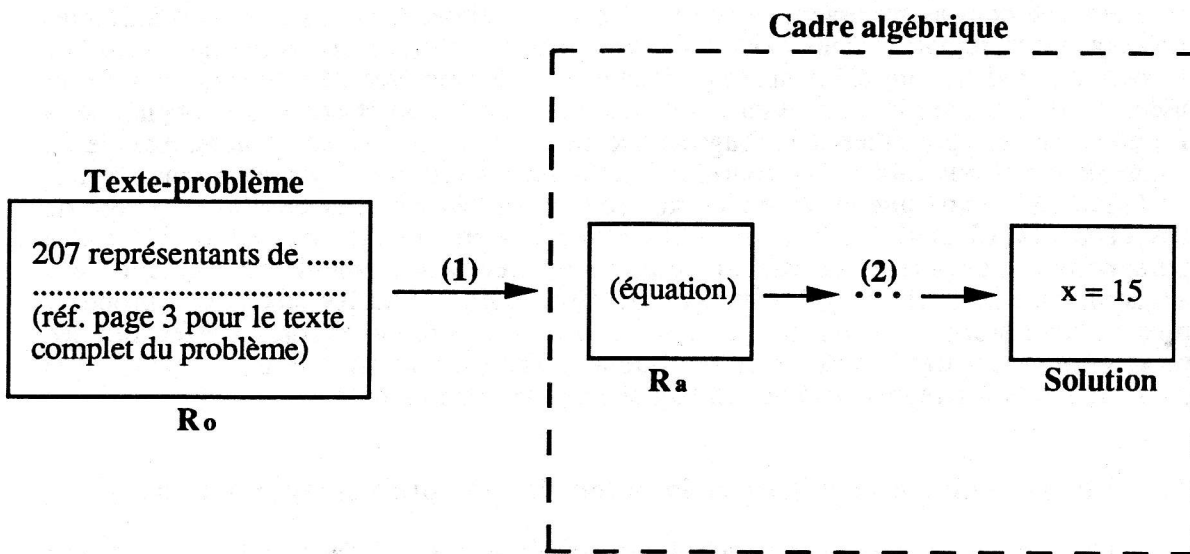 Cadre algébrique
Texte-problème
207 représentants de ......
.......................................
(réf. page 3 pour le texte
complet du problème)
Ro
(1)
(équation)
Ra
(2)
...
x = 15
Solution